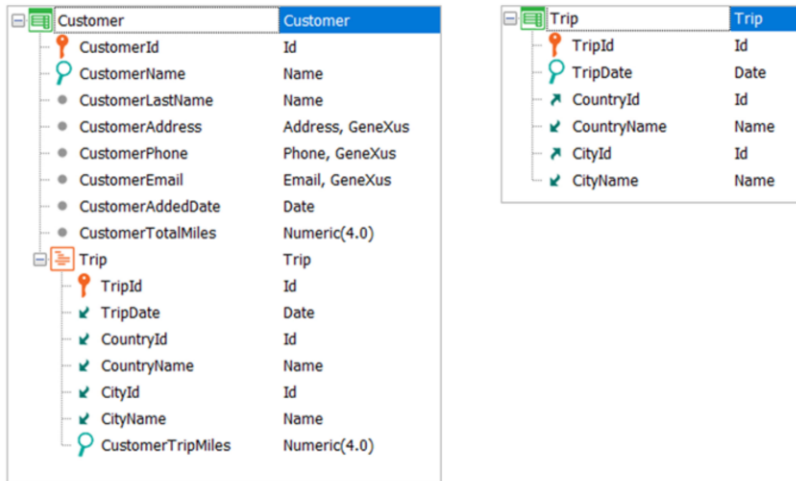 Customer Customer
CustomerId Id
CustomerName Name
CustomerLastName Name
CustomerAddress Address, GeneXus
CustomerPhone Phone, GeneXus
CustomerEmail Email, GeneXus
CustomerAddedDate Date
CustomerTotalMiles Numeric(4.0)
Trip Trip
TripId Id
TripDate Date
CountryId Id
CountryName Name
CityId Id
CityName Name
CustomerTripMiles Numeric(4.0)
Trip Trip
TripId Id
TripDate Date
CountryId Id
CountryName Name
CityId Id
CityName Name